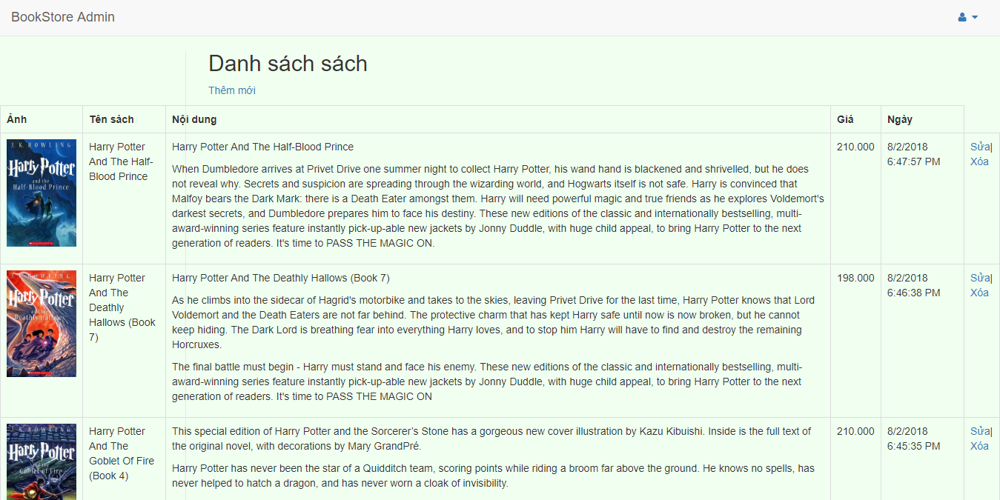 BookStore Admin
Danh sách sách
Thêm mới
Ảnh Tên sách Nội dung Giá Ngày
J. K. ROWLING
Harry Potter
and the
Half-Blood Prince
SCHOLASTIC
Harry Potter
And The Half-
Blood Prince
Harry Potter And The Half-Blood Prince
When Dumbledore arrives at Privet Drive one summer night to collect Harry Potter, his wand hand is blackened and shrivelled, but he does
not reveal why. Secrets and suspicion are spreading through the wizarding world, and Hogwarts itself is not safe. Harry is convinced that
Malfoy bears the Dark Mark: there is a Death Eater amongst them. Harry will need powerful magic and true friends as he explores Voldemort's
darkest secrets, and Dumbledore prepares him to face his destiny. These new editions of the classic and internationally bestselling, multi-
award-winning series feature instantly pick-up-able new jackets by Jonny Duddle, with huge child appeal, to bring Harry Potter to the next
generation of readers. It's time to PASS THE MAGIC ON.
210.000
8/2/2018
6:47:57 PM
Sửa|
Xóa
J. K. ROWLING
Harry Potter
and the
Deathly Hallows
SCHOLASTIC
Harry Potter
And The
Deathly
Hallows (Book
7)
Harry Potter And The Deathly Hallows (Book 7)
As he climbs into the sidecar of Hagrid's motorbike and takes to the skies, leaving Privet Drive for the last time, Harry Potter knows that Lord
Voldemort and the Death Eaters are not far behind. The protective charm that has kept Harry safe until now is now broken, but he cannot
keep hiding. The Dark Lord is breathing fear into everything Harry loves, and to stop him Harry will have to find and destroy the remaining
Horcruxes.
The final battle must begin - Harry must stand and face his enemy. These new editions of the classic and internationally bestselling, multi-
award-winning series feature instantly pick-up-able new jackets by Jonny Duddle, with huge child appeal, to bring Harry Potter to the next
generation of readers. It's time to PASS THE MAGIC ON
198.000
8/2/2018
6:46:38 PM
Sửa|
Xóa
J. K. ROWLING
Harry Potter
and the
Goblet of Fire
Harry Potter
And The
Goblet Of Fire
(Book 4)
This special edition of Harry Potter and the Sorcerer’s Stone has a gorgeous new cover illustration by Kazu Kibuishi. Inside is the full text of
the original novel, with decorations by Mary GrandPré.
Harry Potter has never been the star of a Quidditch team, scoring points while riding a broom far above the ground. He knows no spells, has
never helped to hatch a dragon, and has never worn a cloak of invisibility.
210.000
8/2/2018
6:45:35 PM
Sửa|
Xóa